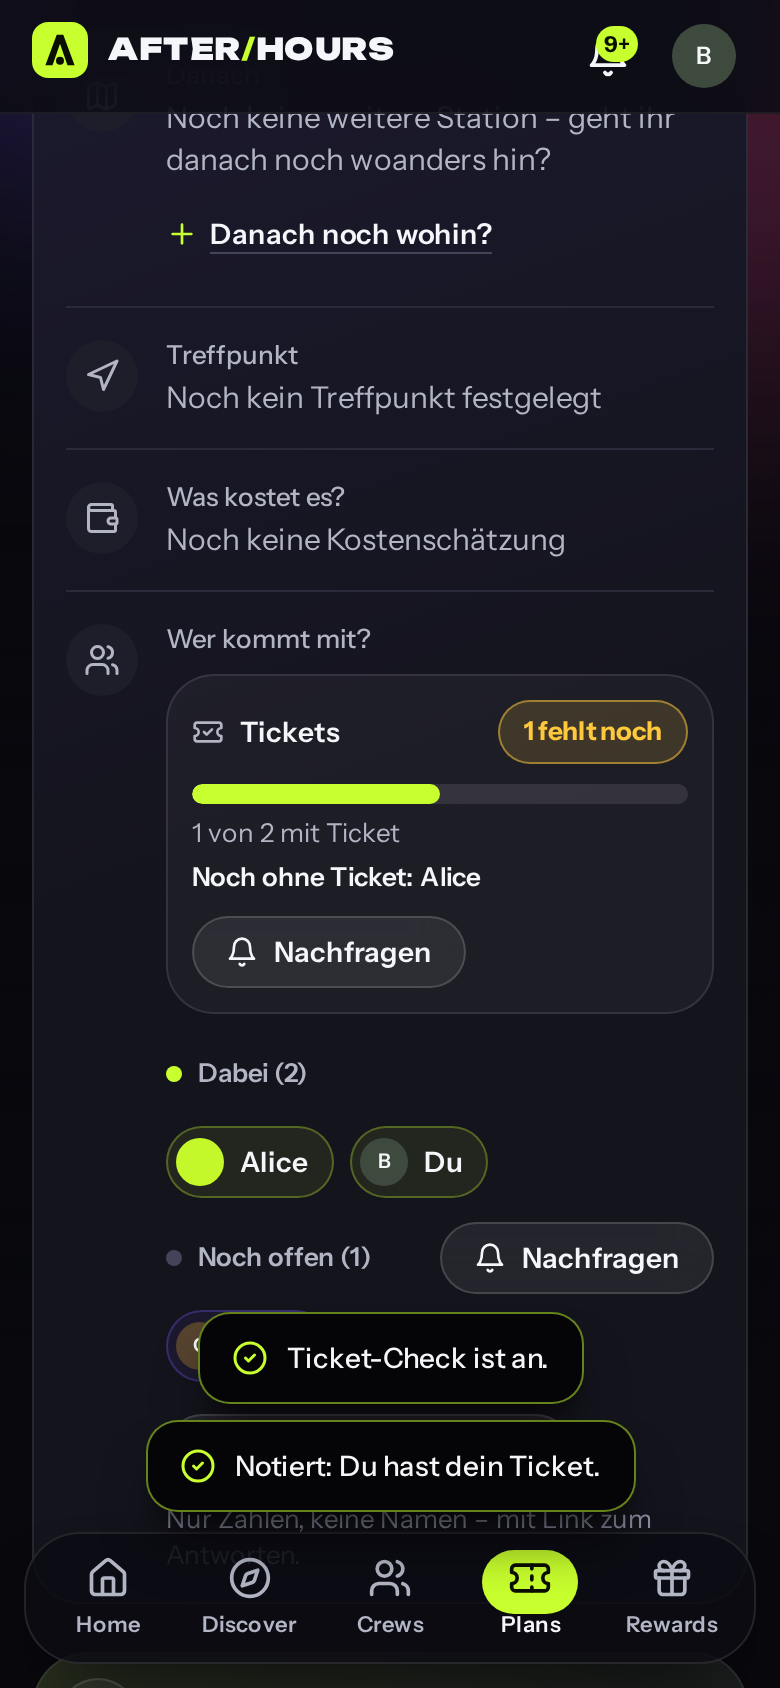 AFTER/HOURS
9+
B
Danach
Noch keine weitere Station – geht ihr
danach noch woanders hin?
Danach noch wohin?
Treffpunkt
Noch kein Treffpunkt festgelegt
Was kostet es?
Noch keine Kostenschätzung
Wer kommt mit?
Tickets
1 fehlt noch
1 von 2 mit Ticket
Noch ohne Ticket: Alice
Nachfragen
Dabei (2)
Alice
B
Du
Noch offen (1)
Nachfragen
Ticket-Check ist an.
Notiert: Du hast dein Ticket.
Nur Zahlen, keine Namen – mit Link zum
Antworten.
Home
Discover
Crews
Plans
Rewards